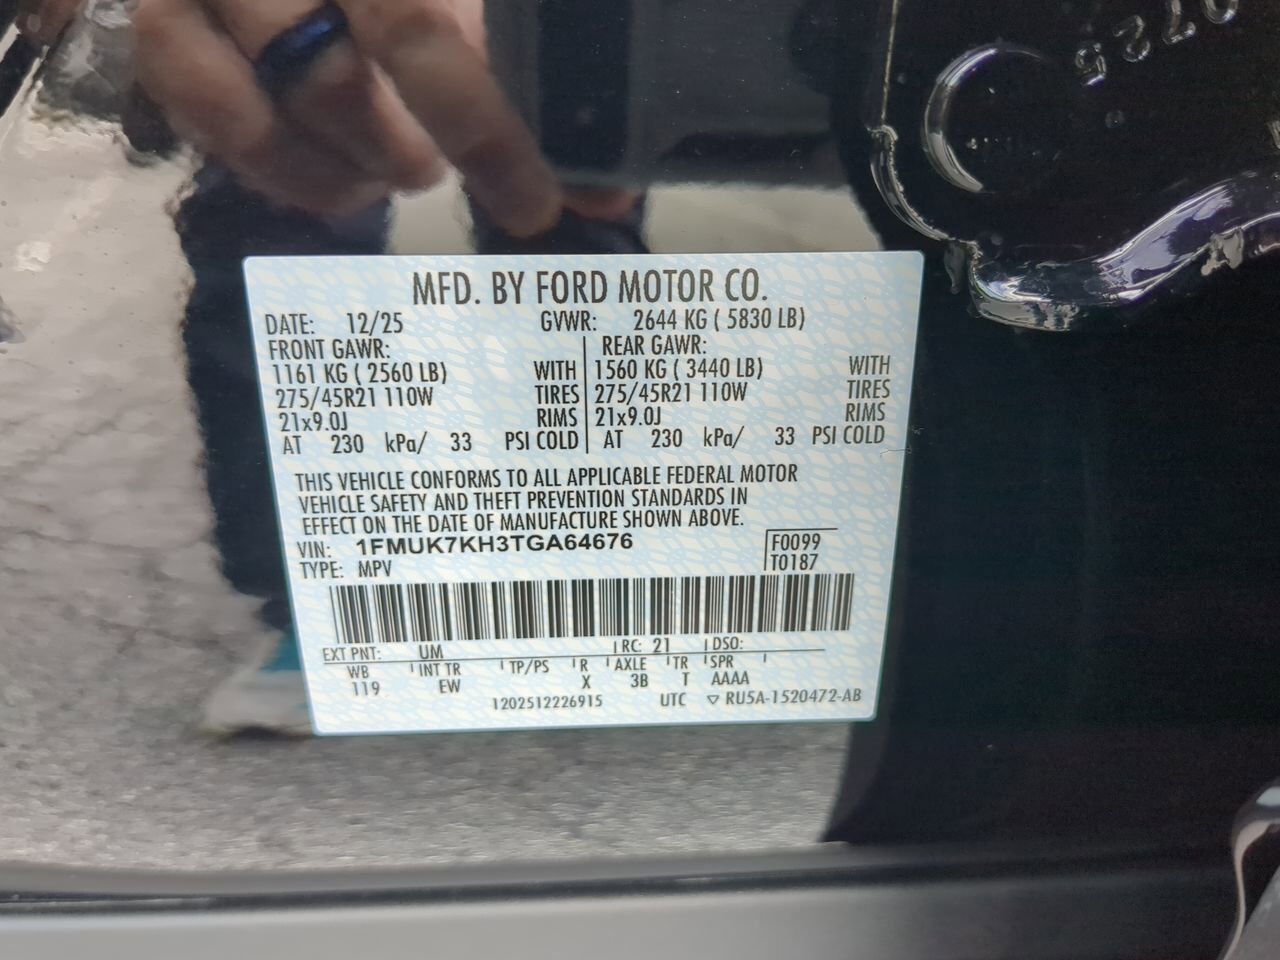 5220
MFD. BY FORD MOTOR CO.
DATE: 12/25 GVWR: 2644 KG ( 5830 LB)
FRONT GAWR: REAR GAWR:
1161 KG ( 2560 LB) WITH 1560 KG ( 3440 LB) WITH
275/45R21 110W TIRES 275/45R21 110W TIRES
21x9.0J RIMS 21x9.0J RIMS
AT 230 kPa/ 33 PSI COLD AT 230 kPa/ 33 PSI COLD
THIS VEHICLE CONFORMS TO ALL APPLICABLE FEDERAL MOTOR
VEHICLE SAFETY AND THEFT PREVENTION STANDARDS IN
EFFECT ON THE DATE OF MANUFACTURE SHOWN ABOVE.
VIN: 1FMUK7KH3TGA64676 F0099
TYPE: MPV T0187
EXT PNT: UM RC: 21 DSO:
WB INT TR TP/PS R AXLE TR SPR
119 EW X 3B T AAAA
1202512226915 UTC ▽ RU5A-1520472-AB